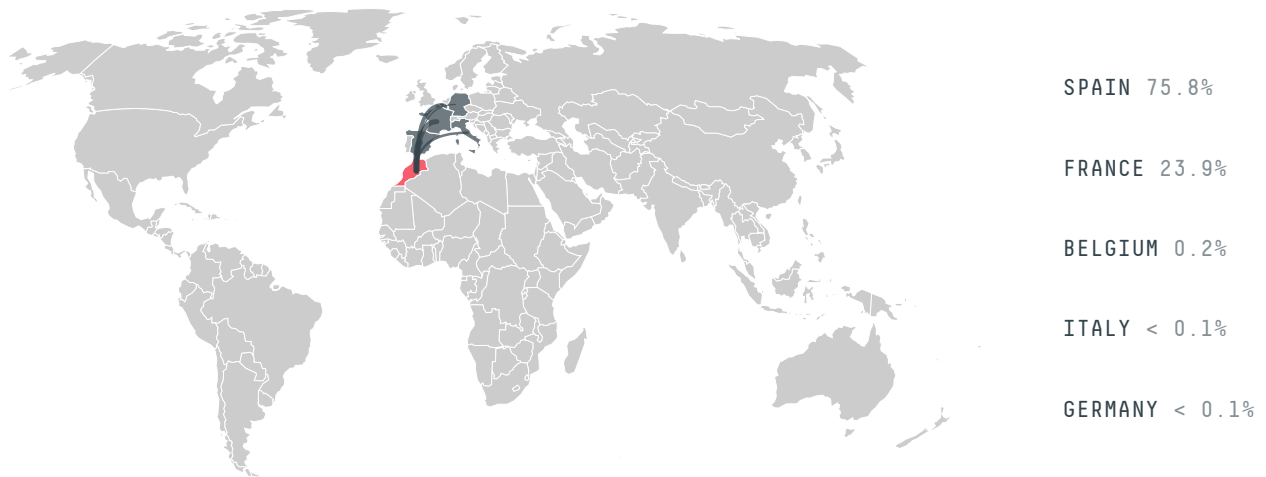 SPAIN 75.8%
FRANCE 23.9%
BELGIUM 0.2%
ITALY < 0.1%
GERMANY < 0.1%